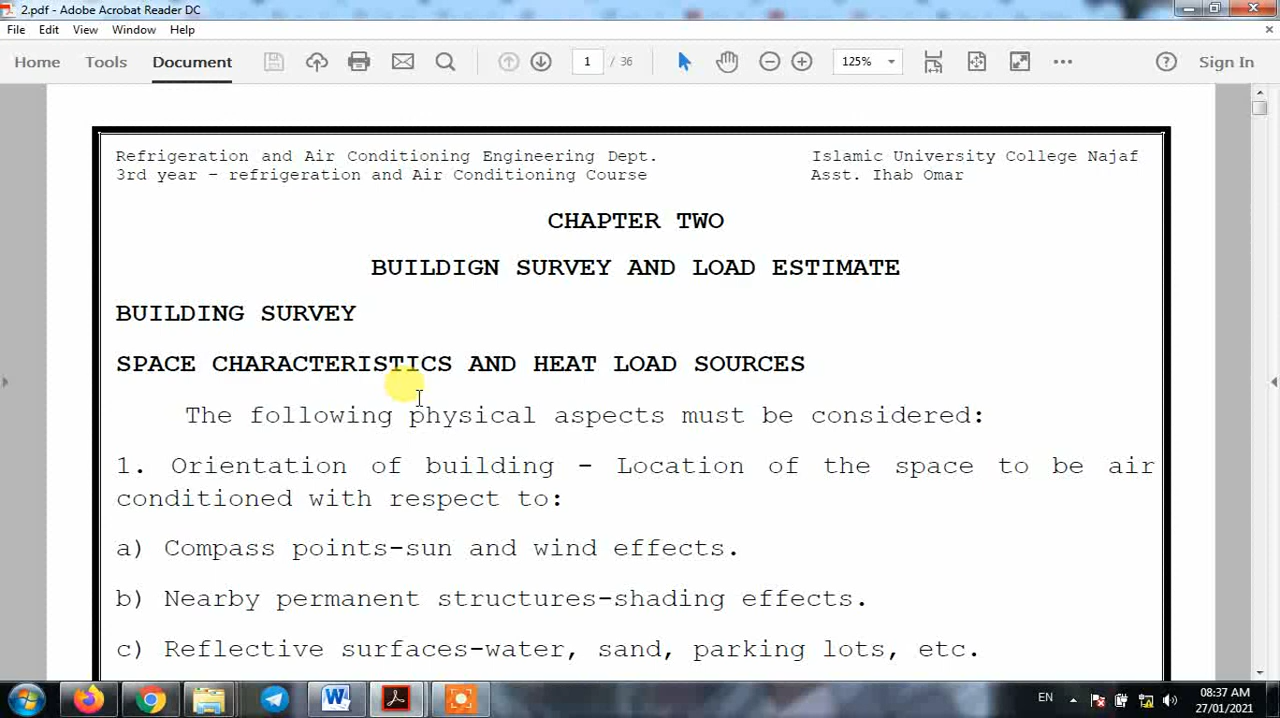 2.pdf - Adobe Acrobat Reader DC
File Edit View Window Help
Home Tools Document 1 / 36 125% Sign In
Refrigeration and Air Conditioning Engineering Dept. Islamic University College Najaf
3rd year – refrigeration and Air Conditioning Course Asst. Ihab Omar
CHAPTER TWO
BUILDIGN SURVEY AND LOAD ESTIMATE
BUILDING SURVEY
SPACE CHARACTERISTICS AND HEAT LOAD SOURCES
The following physical aspects must be considered:
1. Orientation of building - Location of the space to be air
conditioned with respect to:
a) Compass points-sun and wind effects.
b) Nearby permanent structures-shading effects.
c) Reflective surfaces-water, sand, parking lots, etc.
EN 08:37 AM
27/01/2021